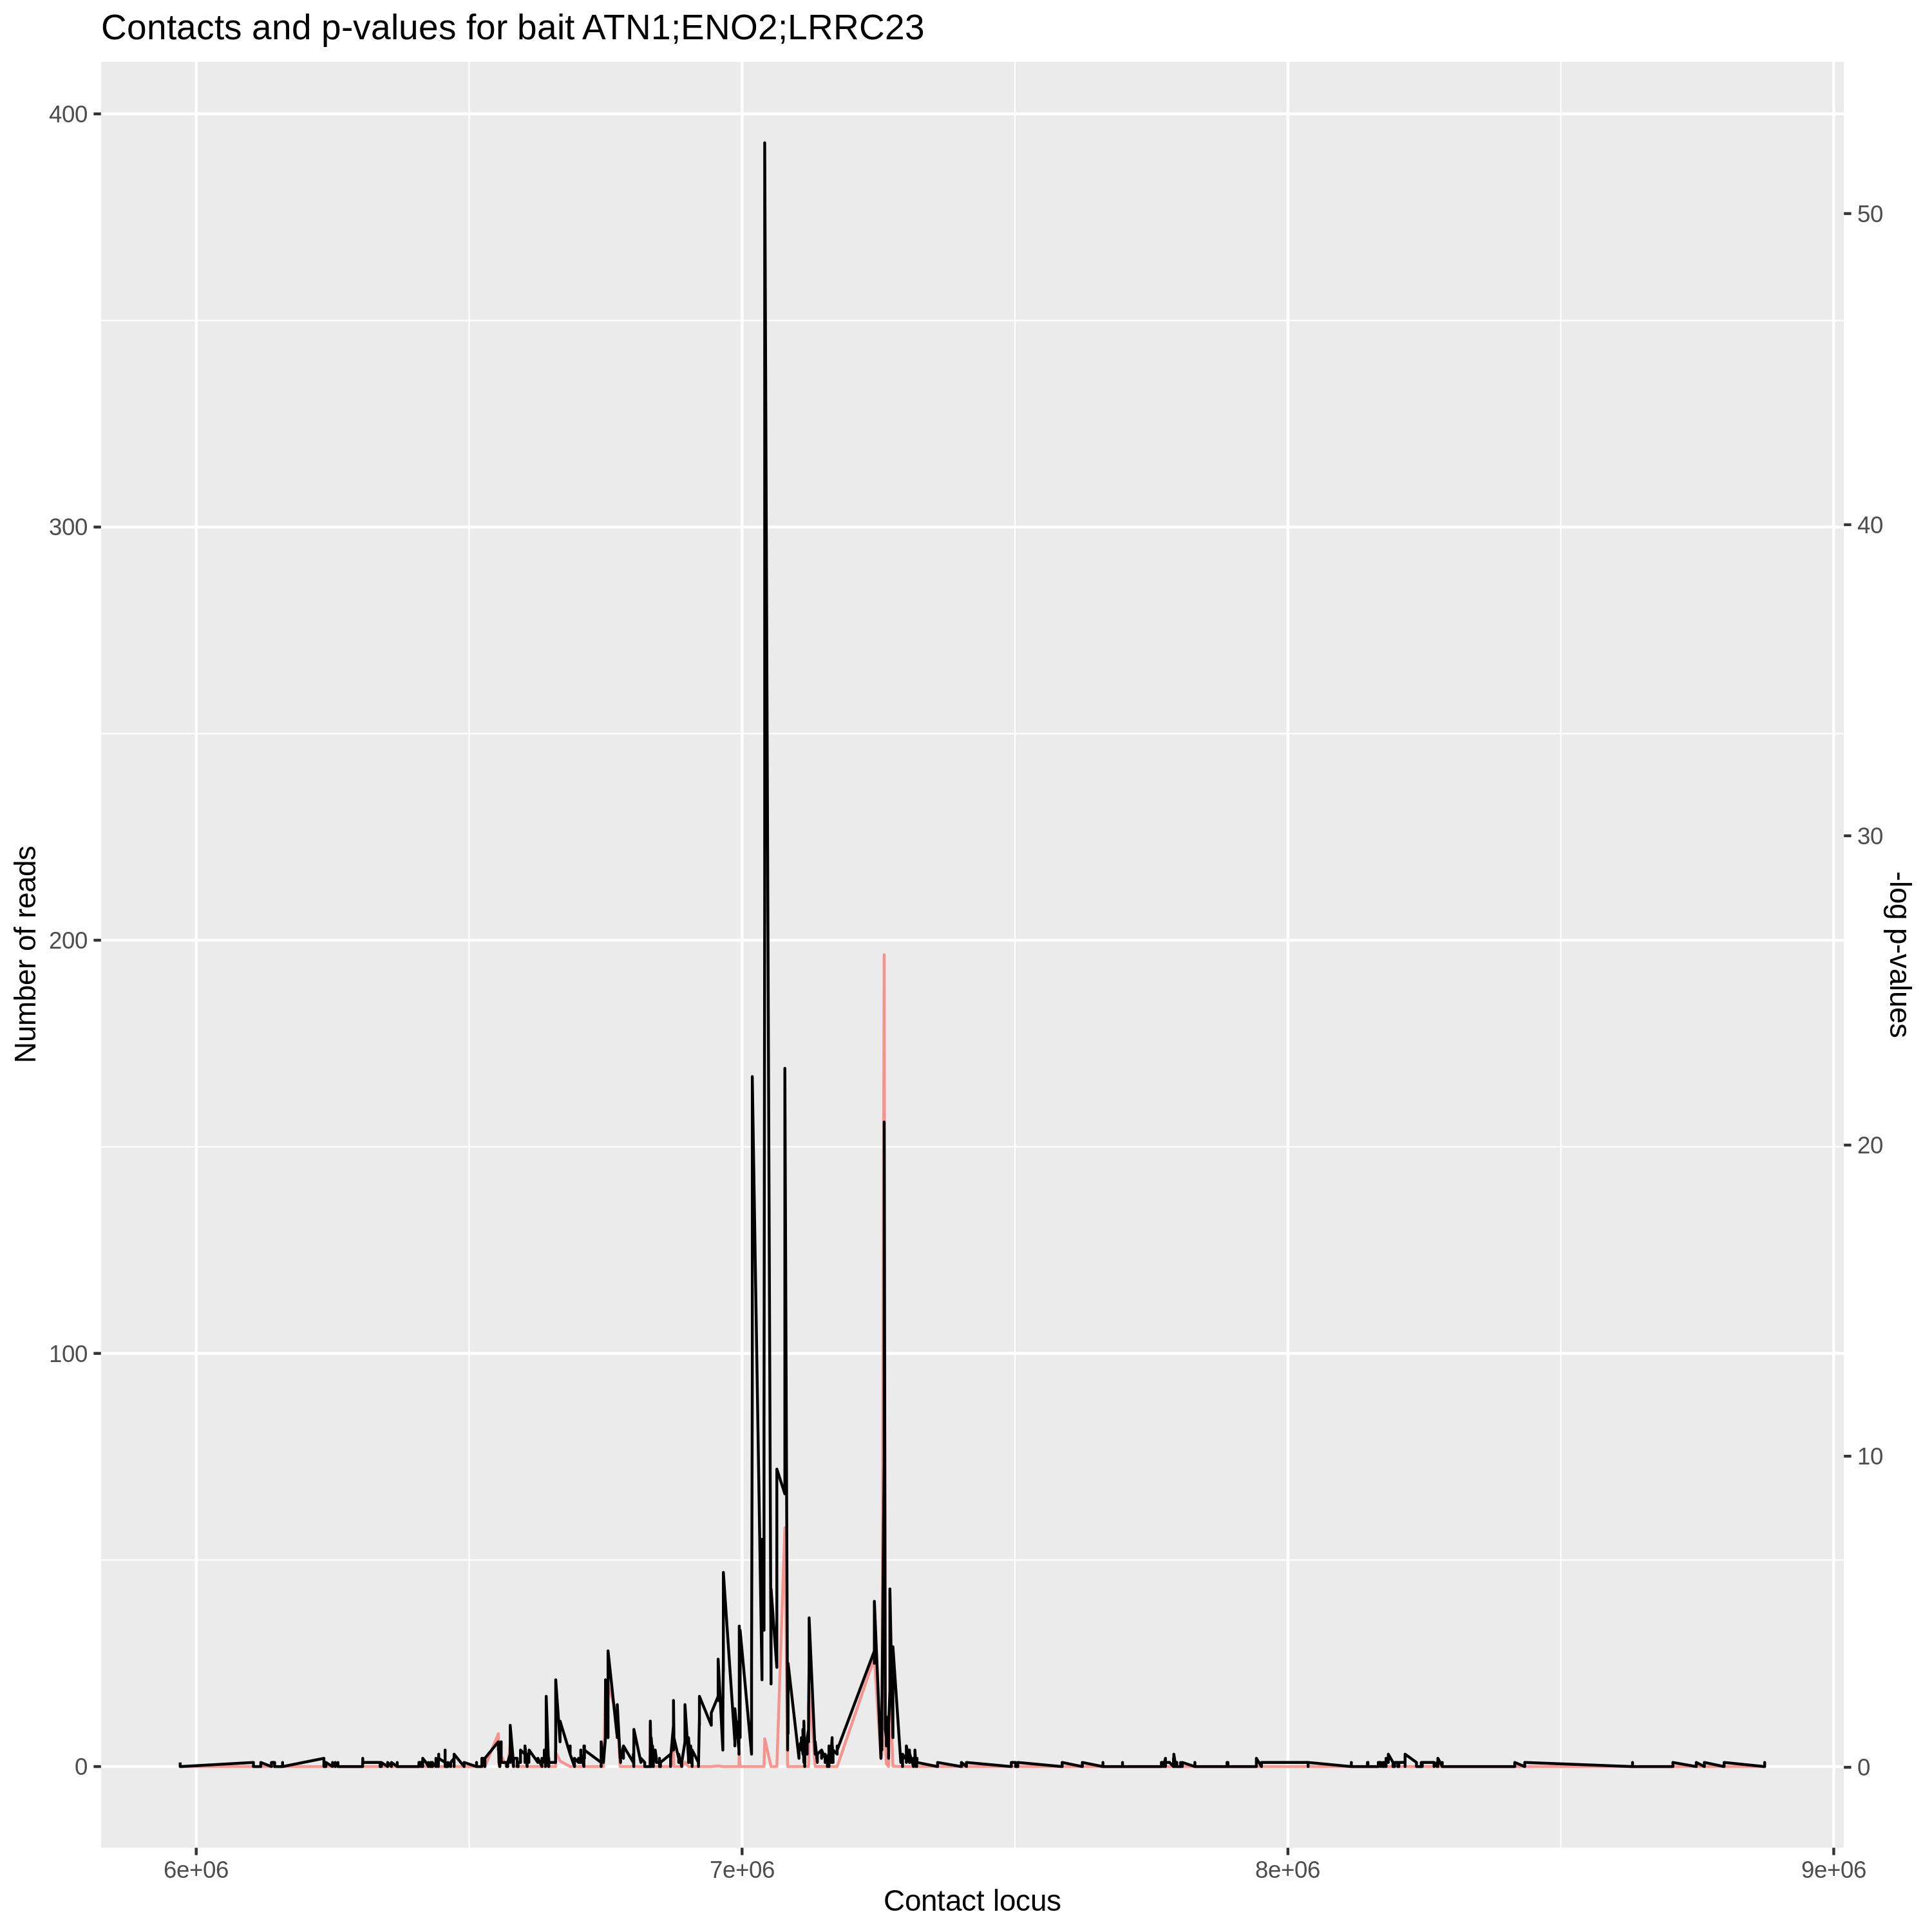 Contacts and p-values for bait ATN1;ENO2;LRRC23
400
300
200
100
0
Number of reads
50
40
30
20
10
0
-log p-values
6e+06
7e+06
8e+06
9e+06
Contact locus